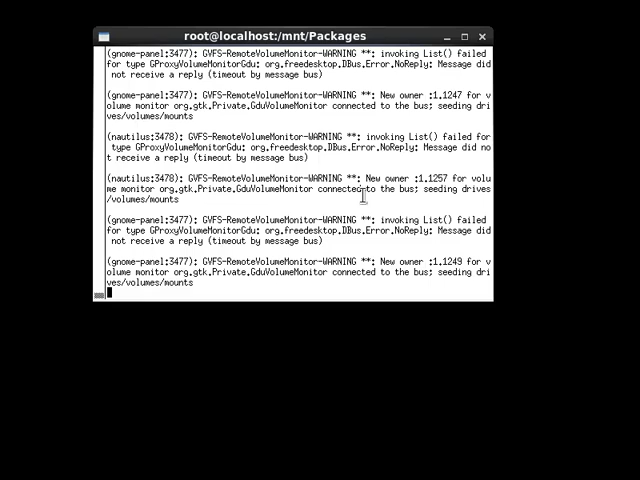 root@localhost:/mnt/Packages
(gnome-panel:3477): GVFS-RemoteVolumeMonitor-WARNING **: invoking List() failed
for type GProxyVolumeMonitorGdu: org.freedesktop.DBus.Error.NoReply: Message did
not receive a reply (timeout by message bus)
(gnome-panel:3477): GVFS-RemoteVolumeMonitor-WARNING **: New owner :1.1247 for v
olume monitor org.gtk.Private.GduVolumeMonitor connected to the bus; seeding dri
ves/volumes/mounts
(nautilus:3478): GVFS-RemoteVolumeMonitor-WARNING **: invoking List() failed for
type GProxyVolumeMonitorGdu: org.freedesktop.DBus.Error.NoReply: Message did no
t receive a reply (timeout by message bus)
(nautilus:3478): GVFS-RemoteVolumeMonitor-WARNING **: New owner :1.1257 for volu
me monitor org.gtk.Private.GduVolumeMonitor connected to the bus; seeding drives
/volumes/mounts
(gnome-panel:3477): GVFS-RemoteVolumeMonitor-WARNING **: invoking List() failed
for type GProxyVolumeMonitorGdu: org.freedesktop.DBus.Error.NoReply: Message did
not receive a reply (timeout by message bus)
(gnome-panel:3477): GVFS-RemoteVolumeMonitor-WARNING **: New owner :1.1249 for v
olume monitor org.gtk.Private.GduVolumeMonitor connected to the bus; seeding dri
ves/volumes/mounts